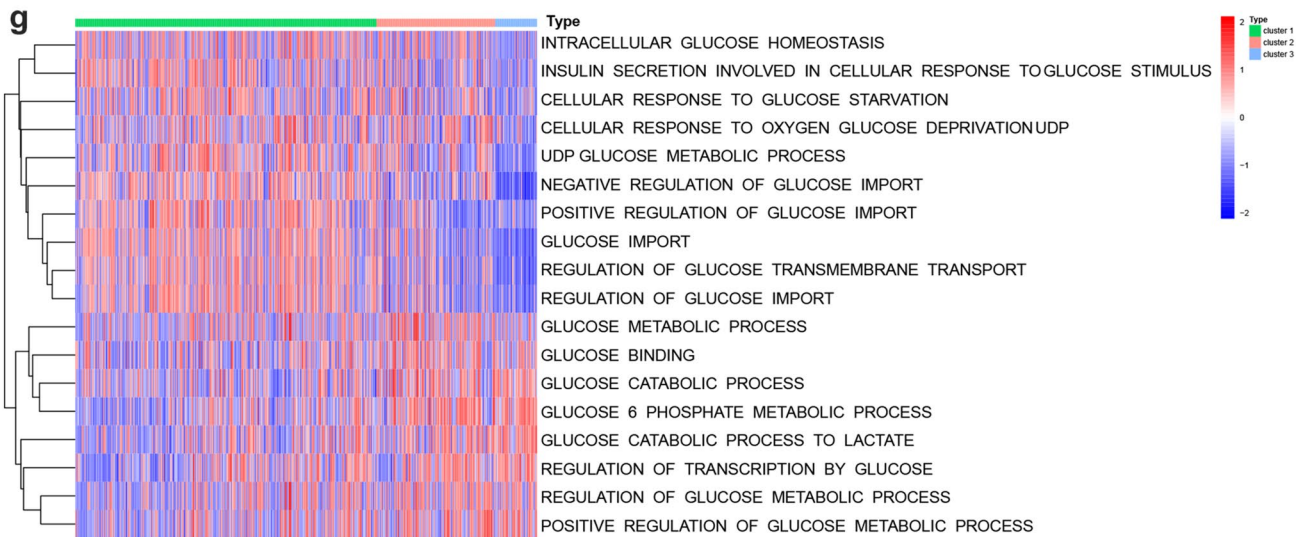 g
Type
INTRACELLULAR GLUCOSE HOMEOSTASIS
INSULIN SECRETION INVOLVED IN CELLULAR RESPONSE TO GLUCOSE STIMULUS
CELLULAR RESPONSE TO GLUCOSE STARVATION
CELLULAR RESPONSE TO OXYGEN GLUCOSE DEPRIVATION UDP
UDP GLUCOSE METABOLIC PROCESS
NEGATIVE REGULATION OF GLUCOSE IMPORT
POSITIVE REGULATION OF GLUCOSE IMPORT
GLUCOSE IMPORT
REGULATION OF GLUCOSE TRANSMEMBRANE TRANSPORT
REGULATION OF GLUCOSE IMPORT
GLUCOSE METABOLIC PROCESS
GLUCOSE BINDING
GLUCOSE CATABOLIC PROCESS
GLUCOSE 6 PHOSPHATE METABOLIC PROCESS
GLUCOSE CATABOLIC PROCESS TO LACTATE
REGULATION OF TRANSCRIPTION BY GLUCOSE
REGULATION OF GLUCOSE METABOLIC PROCESS
POSITIVE REGULATION OF GLUCOSE METABOLIC PROCESS
2
1
0
−1
−2
Type
cluster 1
cluster 2
cluster 3